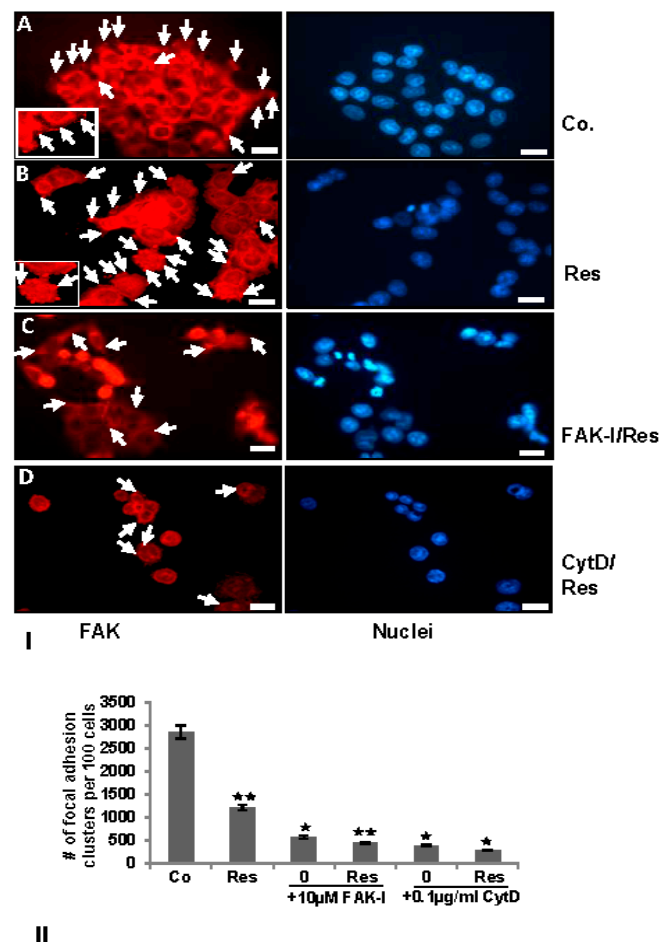 A
Co.
B
Res
C
FAK-I/Res
D
CytD/
Res
FAK
Nuclei
I
# of focal adhesion
clusters per 100 cells
3500
3000
2500
2000
1500
1000
500
0
★★
★
★★
★
★
Co
Res
0
Res
0
Res
+10µM FAK-I
+0.1µg/ml CytD
II